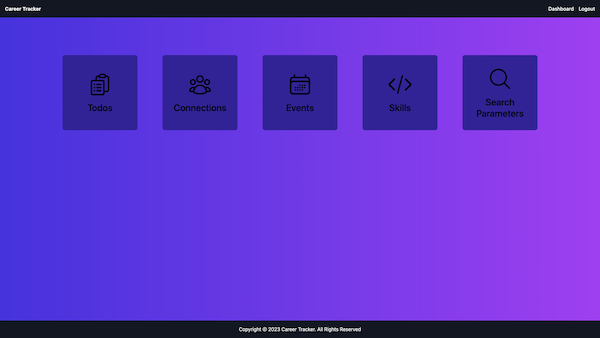 Career Tracker
Dashboard Logout
Todos
Connections
Events
Skills
Search
Parameters
Copyright © 2023 Career Tracker. All Rights Reserved